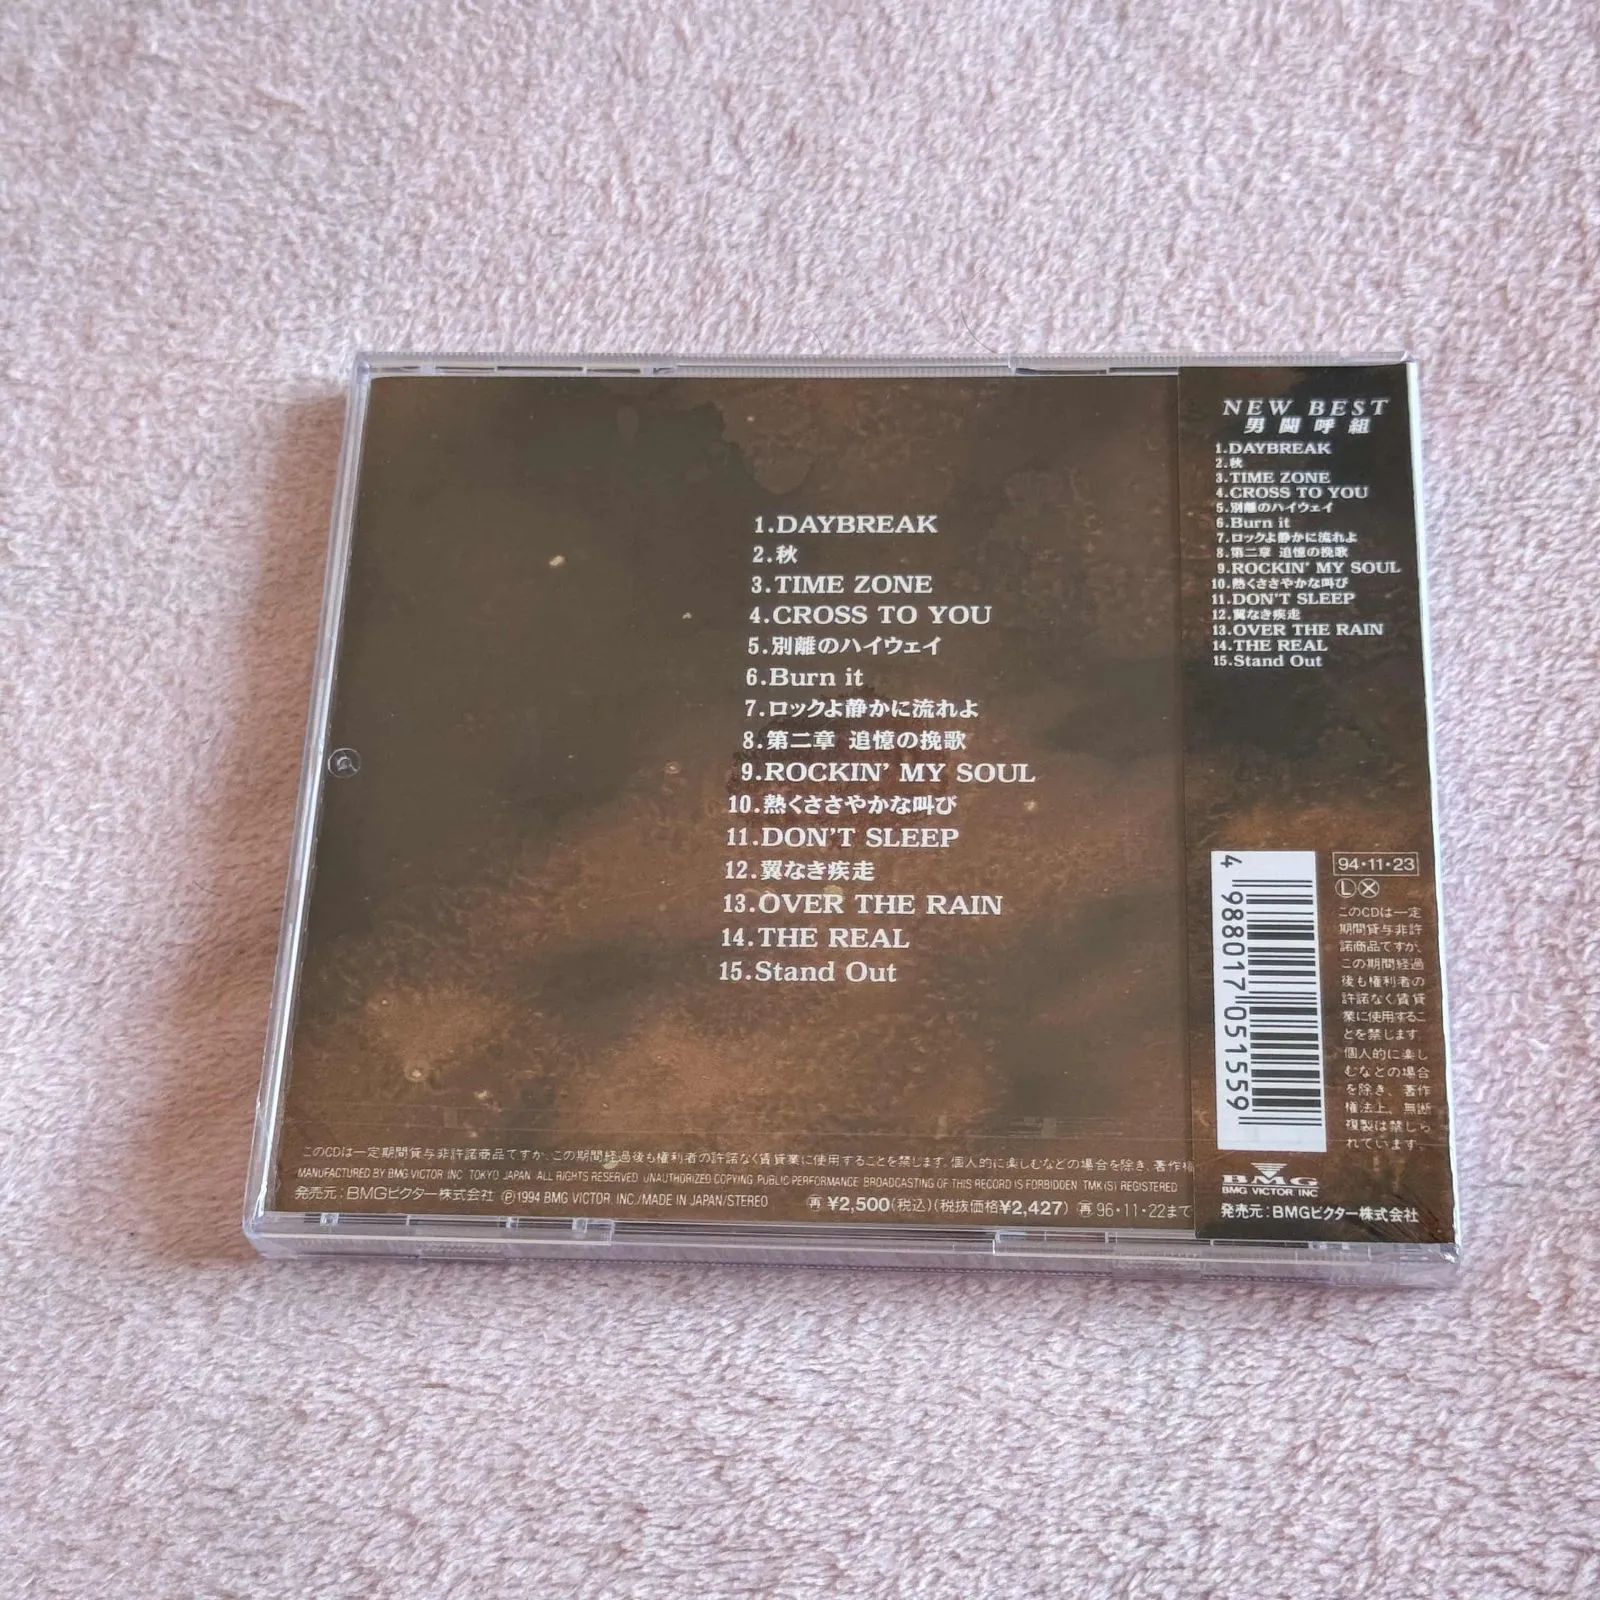 1.DAYBREAK
2.秋
3.TIME ZONE
4.CROSS TO YOU
5.別離のハイウェイ
6.Burn it
7.ロックよ静かに流れよ
8.第二章 追憶の挽歌
9.ROCKIN' MY SOUL
10.熱くささやかな叫び
11.DON'T SLEEP
12.翼なき疾走
13.OVER THE RAIN
14.THE REAL
15.Stand Out
このCDは一定期間貸与非許諾商品ですが、この期間経過後も権利者の許諾なく賃貸業に使用することを禁じます。個人的に楽しむなどの場合を除き、著作権
MANUFACTURED BY BMG VICTOR INC. TOKYO JAPAN. ALL RIGHTS RESERVED. UNAUTHORIZED COPYING PUBLIC PERFORMANCE BROADCASTING OF THIS RECORD IS FORBIDDEN. TMK(S) REGISTERED
発売元:BMGビクター株式会社 Ⓟ1994 BMG VICTOR INC./MADE IN JAPAN/STEREO 再¥2,500(税込)(税抜価格¥2,427) 再96・11・22まで
NEW BEST
男闘呼組
1.DAYBREAK
2.秋
3.TIME ZONE
4.CROSS TO YOU
5.別離のハイウェイ
6.Burn it
7.ロックよ静かに流れよ
8.第二章 追憶の挽歌
9.ROCKIN' MY SOUL
10.熱くささやかな叫び
11.DON'T SLEEP
12.翼なき疾走
13.OVER THE RAIN
14.THE REAL
15.Stand Out
4 988017 051559
94・11・23
Ⓛ Ⓧ
このCDは一定
期間貸与非許
諾商品ですが、
この期間経過
後も権利者の
許諾なく賃貸
業に使用するこ
とを禁じます。
個人的に楽し
むなどの場合
を除き、著作
権法上、無断
複製は禁じら
れています。
BMG
BMG VICTOR INC
発売元:BMGビクター株式会社